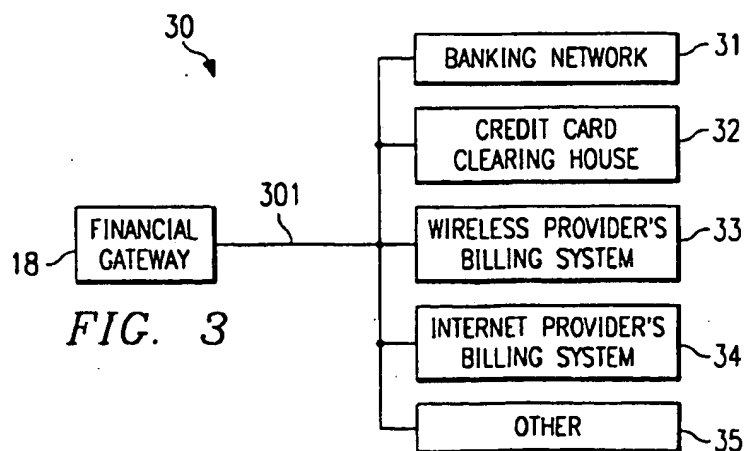 30
BANKING NETWORK
31
CREDIT CARD
CLEARING HOUSE
32
301
FINANCIAL
GATEWAY
18
WIRELESS PROVIDER'S
BILLING SYSTEM
33
FIG. 3
INTERNET PROVIDER'S
BILLING SYSTEM
34
OTHER
35